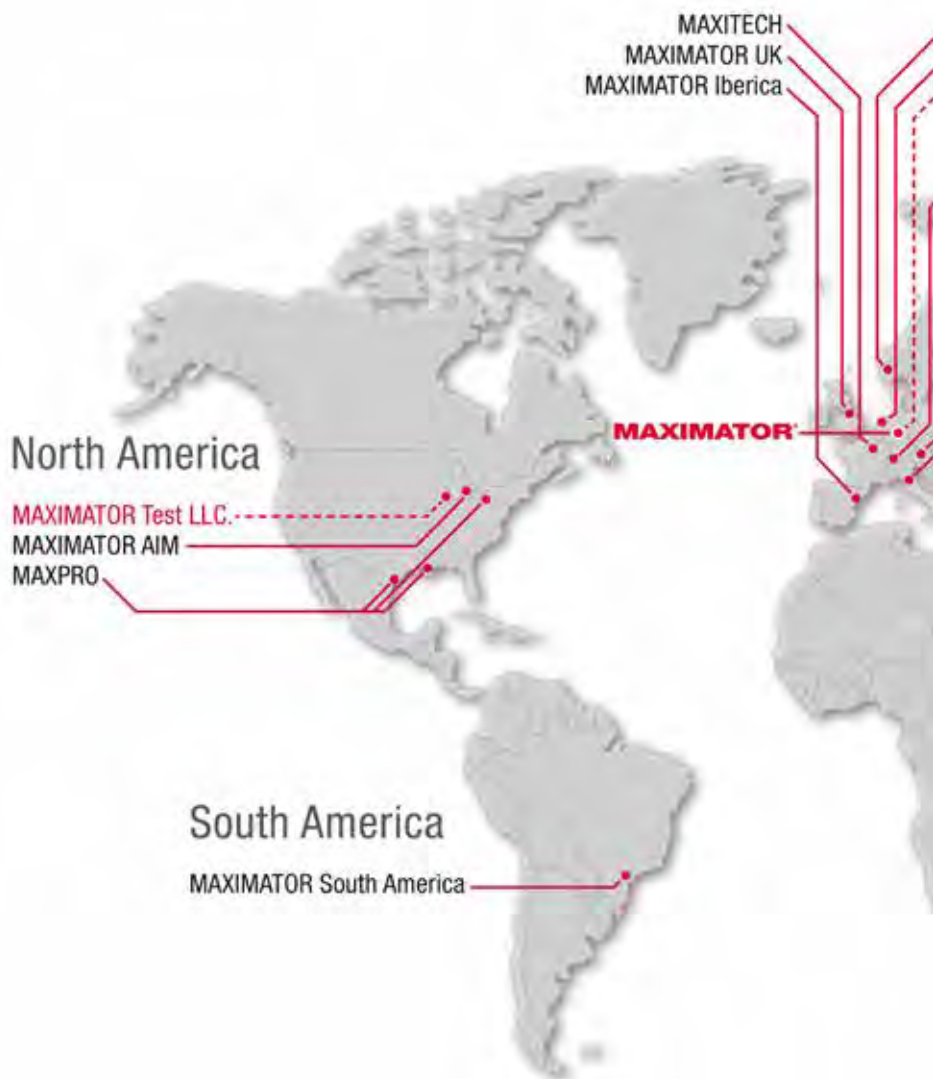 MAXITECH
MAXIMATOR UK
MAXIMATOR Iberica
MAXIMATOR
North America
MAXIMATOR Test LLC.
MAXIMATOR AIM
MAXPRO
South America
MAXIMATOR South America